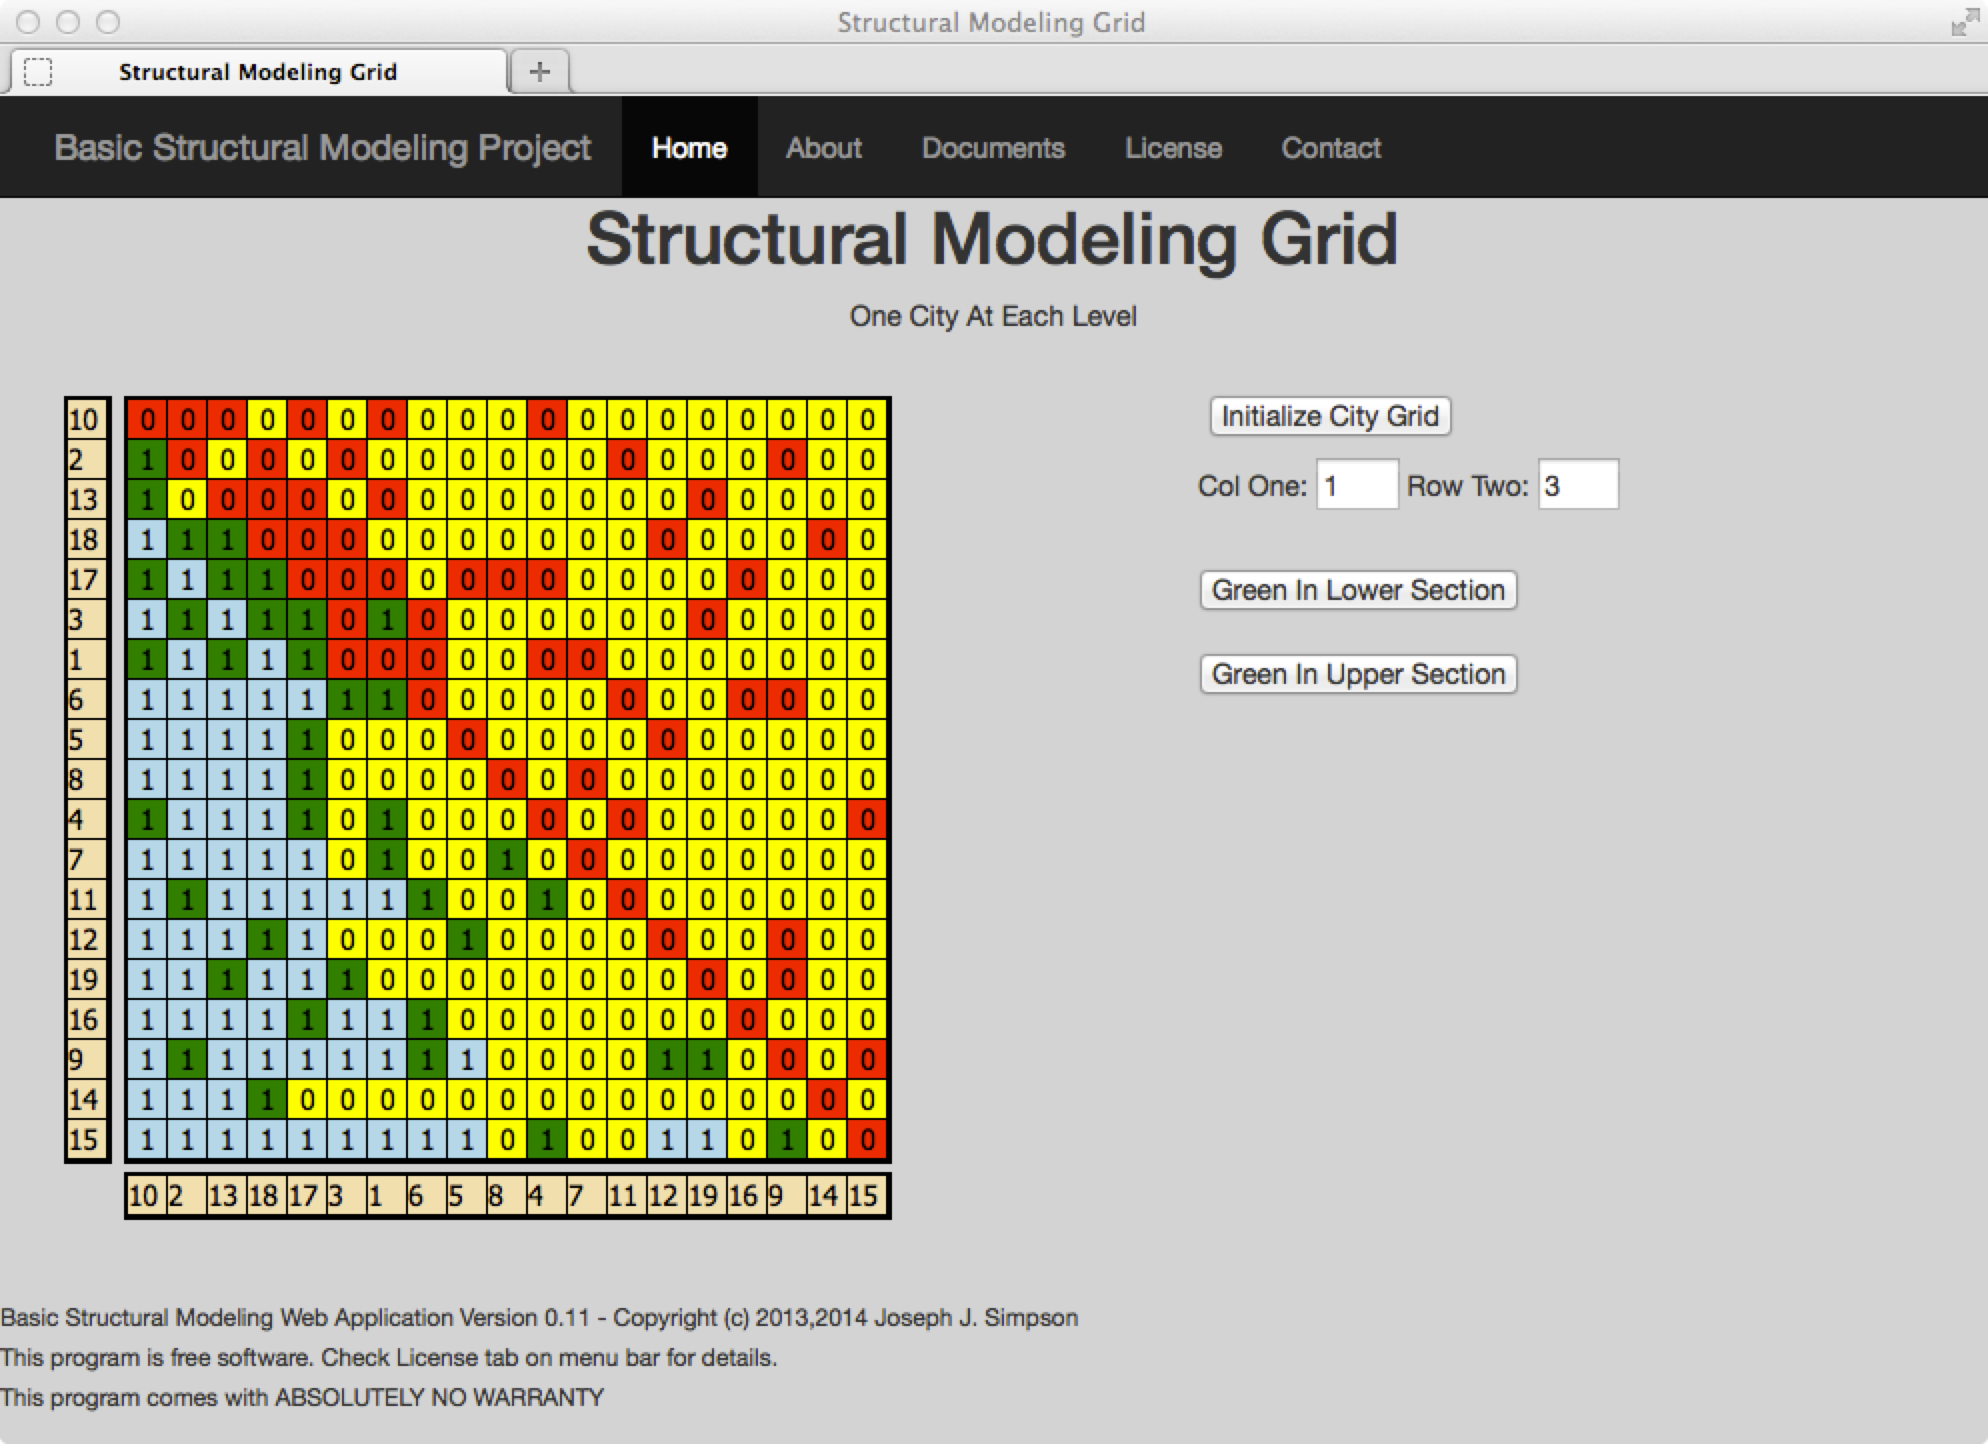 Structural Modeling Grid
Structural Modeling Grid +
Basic Structural Modeling Project Home About Documents License Contact
Structural Modeling Grid
One City At Each Level
10 0 0 0 0 0 0 0 0 0 0 0 0 0 0 0 0 0 0 0 Initialize City Grid
2 1 0 0 0 0 0 0 0 0 0 0 0 0 0 0 0 0 0 0
Col One: 1 Row Two: 3
13 1 0 0 0 0 0 0 0 0 0 0 0 0 0 0 0 0 0 0
18 1 1 1 0 0 0 0 0 0 0 0 0 0 0 0 0 0 0 0
17 1 1 1 1 0 0 0 0 0 0 0 0 0 0 0 0 0 0 0 Green In Lower Section
3 1 1 1 1 1 0 1 0 0 0 0 0 0 0 0 0 0 0 0
1 1 1 1 1 1 0 0 0 0 0 0 0 0 0 0 0 0 0 0 Green In Upper Section
6 1 1 1 1 1 1 1 0 0 0 0 0 0 0 0 0 0 0 0
5 1 1 1 1 1 0 0 0 0 0 0 0 0 0 0 0 0 0 0
8 1 1 1 1 1 0 0 0 0 0 0 0 0 0 0 0 0 0 0
4 1 1 1 1 1 0 1 0 0 0 0 0 0 0 0 0 0 0 0
7 1 1 1 1 1 0 1 0 0 1 0 0 0 0 0 0 0 0 0
11 1 1 1 1 1 1 1 1 0 0 1 0 0 0 0 0 0 0 0
12 1 1 1 1 1 0 0 0 1 0 0 0 0 0 0 0 0 0 0
19 1 1 1 1 1 1 0 0 0 0 0 0 0 0 0 0 0 0 0
16 1 1 1 1 1 1 1 1 0 0 0 0 0 0 0 0 0 0 0
9 1 1 1 1 1 1 1 1 1 0 0 0 0 1 1 0 0 0 0
14 1 1 1 1 0 0 0 0 0 0 0 0 0 0 0 0 0 0 0
15 1 1 1 1 1 1 1 1 1 0 1 0 0 1 1 0 1 0 0
10 2 13 18 17 3 1 6 5 8 4 7 11 12 19 16 9 14 15
Basic Structural Modeling Web Application Version 0.11 - Copyright (c) 2013,2014 Joseph J. Simpson
This program is free software. Check License tab on menu bar for details.
This program comes with ABSOLUTELY NO WARRANTY